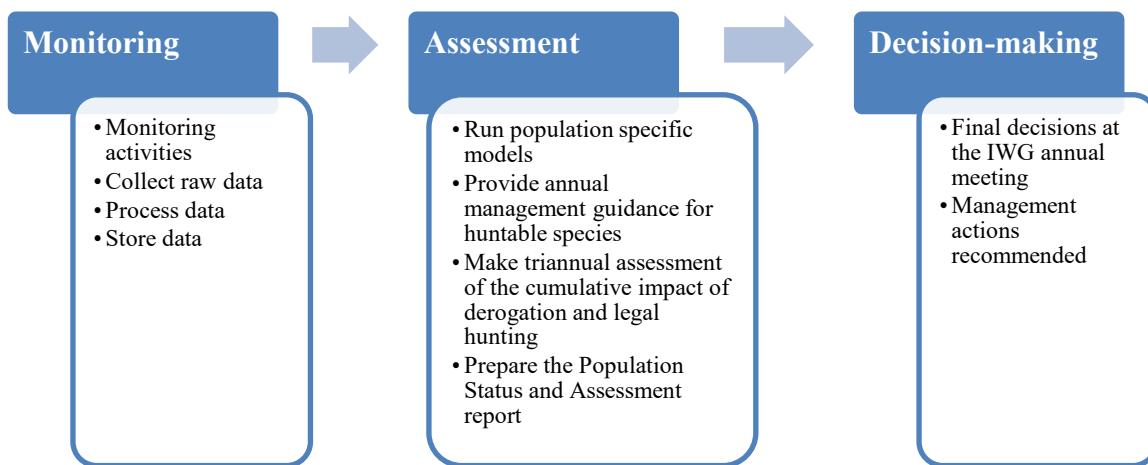 Monitoring
• Monitoring
activities
• Collect raw data
• Process data
• Store data
Assessment
• Run population specific
models
• Provide annual
management guidance for
huntable species
• Make triannual assessment
of the cumulative impact of
derogation and legal
hunting
• Prepare the Population
Status and Assessment
report
Decision-making
• Final decisions at
the IWG annual
meeting
• Management
actions
recommended